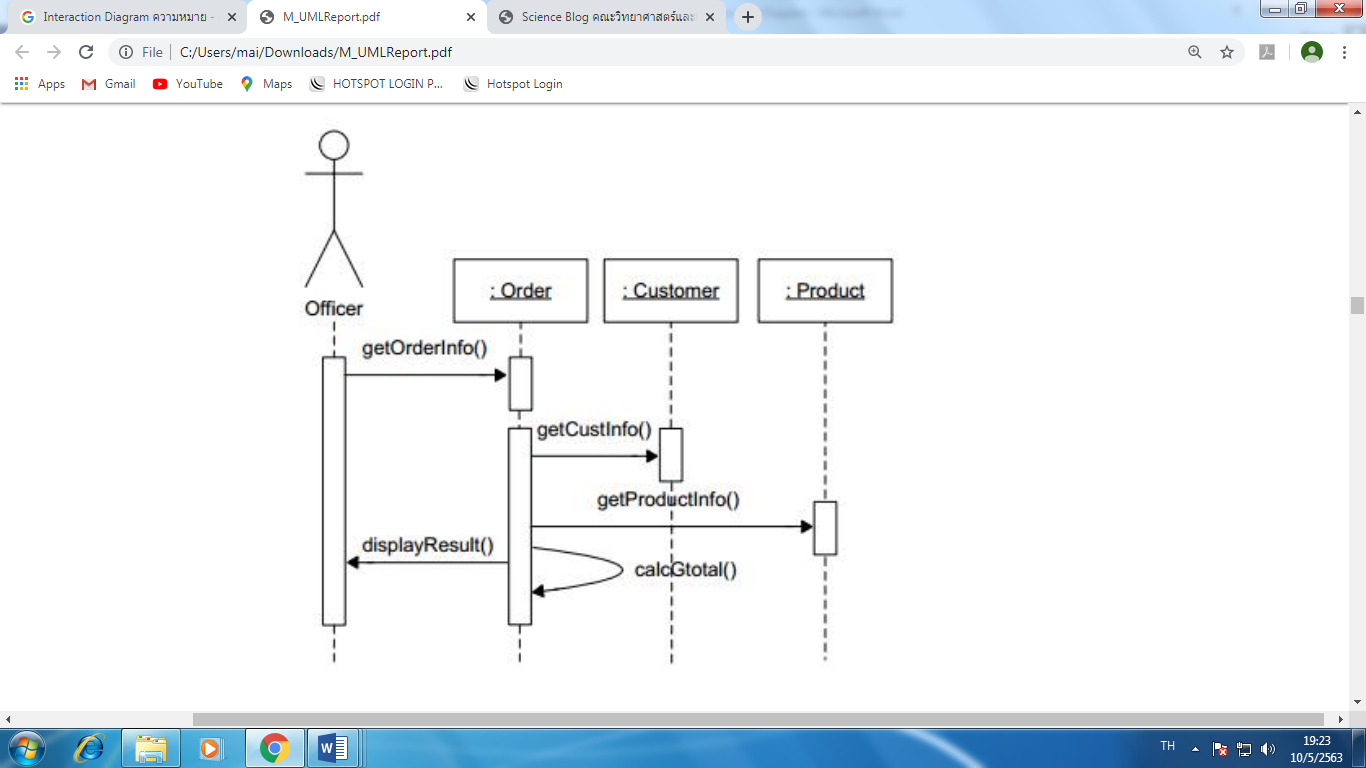 Interaction Diagram ความหมาย -
M_UMLReport.pdf
Science Blog คณะวิทยาศาสตร์และ
File C:/Users/mai/Downloads/M_UMLReport.pdf
Apps Gmail YouTube Maps HOTSPOT LOGIN P... Hotspot Login
Officer
: Order
: Customer
: Product
getOrderInfo()
getCustInfo()
getProductInfo()
displayResult()
calcGtotal()
TH
19:23
10/5/2563